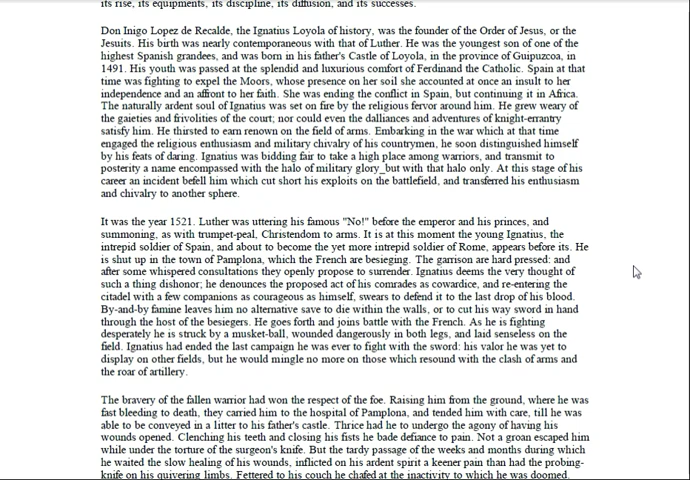 its rise, its equipments, its discipline, its diffusion, and its successes.
Don Inigo Lopez de Recalde, the Ignatius Loyola of history, was the founder of the Order of Jesus, or the
Jesuits. His birth was nearly contemporaneous with that of Luther. He was the youngest son of one of the
highest Spanish grandees, and was born in his father's Castle of Loyola, in the province of Guipuzcoa, in
1491. His youth was passed at the splendid and luxurious comfort of Ferdinand the Catholic. Spain at that
time was fighting to expel the Moors, whose presence on her soil she accounted at once an insult to her
independence and an affront to her faith. She was ending the conflict in Spain, but continuing it in Africa.
The naturally ardent soul of Ignatius was set on fire by the religious fervor around him. He grew weary of
the gaieties and frivolities of the court; nor could even the dalliances and adventures of knight-errantry
satisfy him. He thirsted to earn renown on the field of arms. Embarking in the war which at that time
engaged the religious enthusiasm and military chivalry of his countrymen, he soon distinguished himself
by his feats of daring. Ignatius was bidding fair to take a high place among warriors, and transmit to
posterity a name encompassed with the halo of military glory_but with that halo only. At this stage of his
career an incident befell him which cut short his exploits on the battlefield, and transferred his enthusiasm
and chivalry to another sphere.
It was the year 1521. Luther was uttering his famous "No!" before the emperor and his princes, and
summoning, as with trumpet-peal, Christendom to arms. It is at this moment the young Ignatius, the
intrepid soldier of Spain, and about to become the yet more intrepid soldier of Rome, appears before its. He
is shut up in the town of Pamplona, which the French are besieging. The garrison are hard pressed: and
after some whispered consultations they openly propose to surrender. Ignatius deems the very thought of
such a thing dishonor; he denounces the proposed act of his comrades as cowardice, and re-entering the
citadel with a few companions as courageous as himself, swears to defend it to the last drop of his blood.
By-and-by famine leaves him no alternative save to die within the walls, or to cut his way sword in hand
through the host of the besiegers. He goes forth and joins battle with the French. As he is fighting
desperately he is struck by a musket-ball, wounded dangerously in both legs, and laid senseless on the
field. Ignatius had ended the last campaign he was ever to fight with the sword: his valor he was yet to
display on other fields, but he would mingle no more on those which resound with the clash of arms and
the roar of artillery.
The bravery of the fallen warrior had won the respect of the foe. Raising him from the ground, where he was
fast bleeding to death, they carried him to the hospital of Pamplona, and tended him with care, till he was
able to be conveyed in a litter to his father's castle. Thrice had he to undergo the agony of having his
wounds opened. Clenching his teeth and closing his fists he bade defiance to pain. Not a groan escaped him
while under the torture of the surgeon's knife. But the tardy passage of the weeks and months during which
he waited the slow healing of his wounds, inflicted on his ardent spirit a keener pain than had the probing-
knife on his quivering limbs. Fettered to his couch he chafed at the inactivity to which he was doomed.